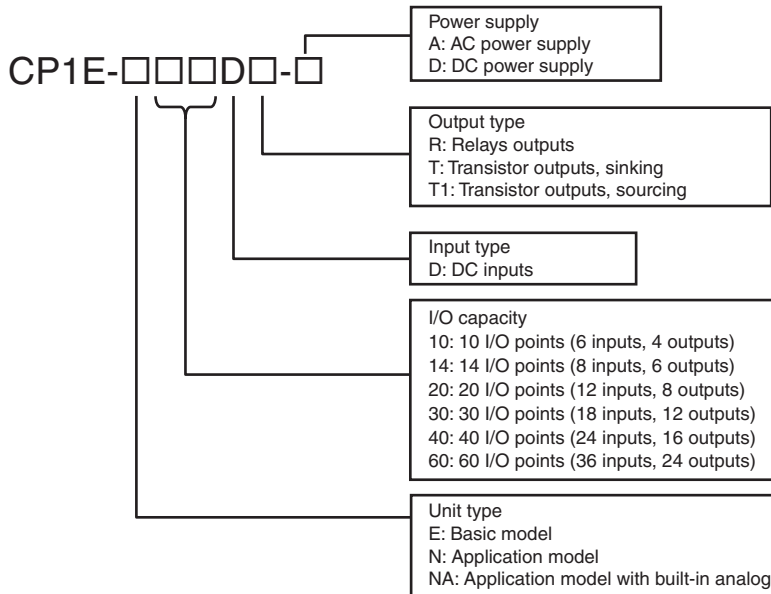 CP1E-□□□D□-□
Power supply
A: AC power supply
D: DC power supply
Output type
R: Relays outputs
T: Transistor outputs, sinking
T1: Transistor outputs, sourcing
Input type
D: DC inputs
I/O capacity
10: 10 I/O points (6 inputs, 4 outputs)
14: 14 I/O points (8 inputs, 6 outputs)
20: 20 I/O points (12 inputs, 8 outputs)
30: 30 I/O points (18 inputs, 12 outputs)
40: 40 I/O points (24 inputs, 16 outputs)
60: 60 I/O points (36 inputs, 24 outputs)
Unit type
E: Basic model
N: Application model
NA: Application model with built-in analog